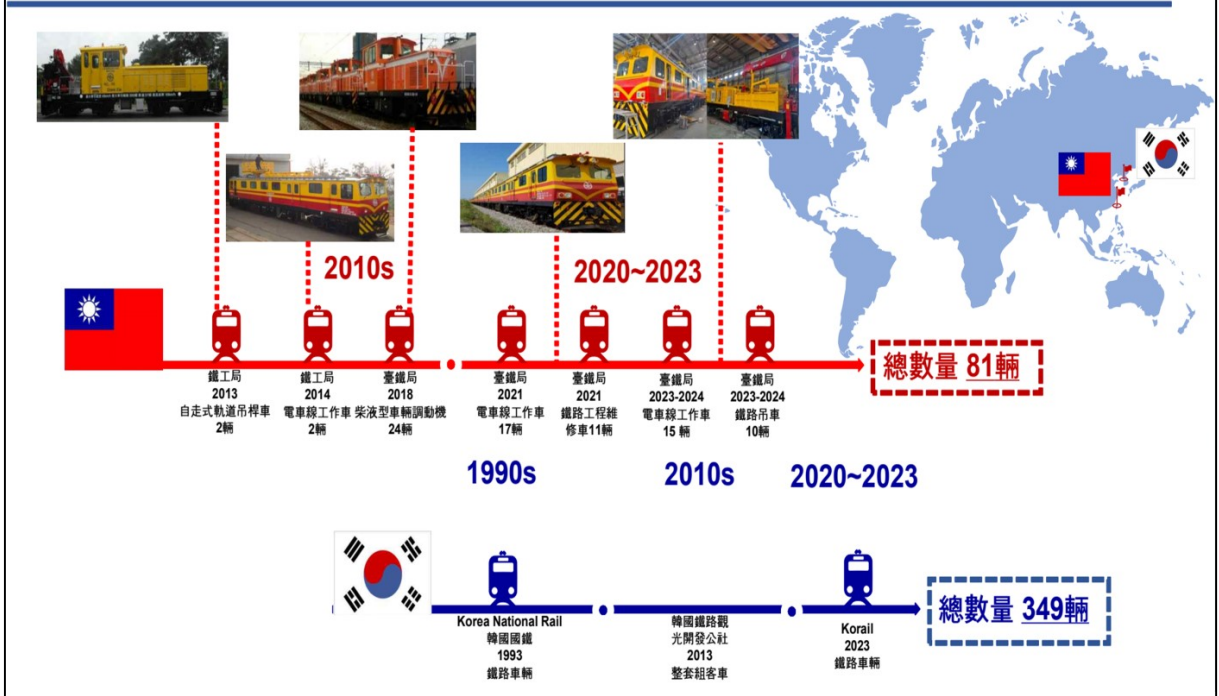 2010s
2020~2023
鐵工局
2013
自走式軌道吊桿車
2輛
鐵工局
2014
電車線工作車
2輛
臺鐵局
2018
柴液型車輛調動機
24輛
臺鐵局
2021
電車線工作車
17輛
臺鐵局
2021
鐵路工程維
修車11輛
臺鐵局
2023-2024
電車線工作車
15 輛
臺鐵局
2023-2024
鐵路吊車
10輛
總數量 81輛
1990s
2010s
2020~2023
Korea National Rail
韓國國鐵
1993
鐵路車輛
韓國鐵路觀
光開發公社
2013
整套組客車
Korail
2023
鐵路車輛
總數量 349輛